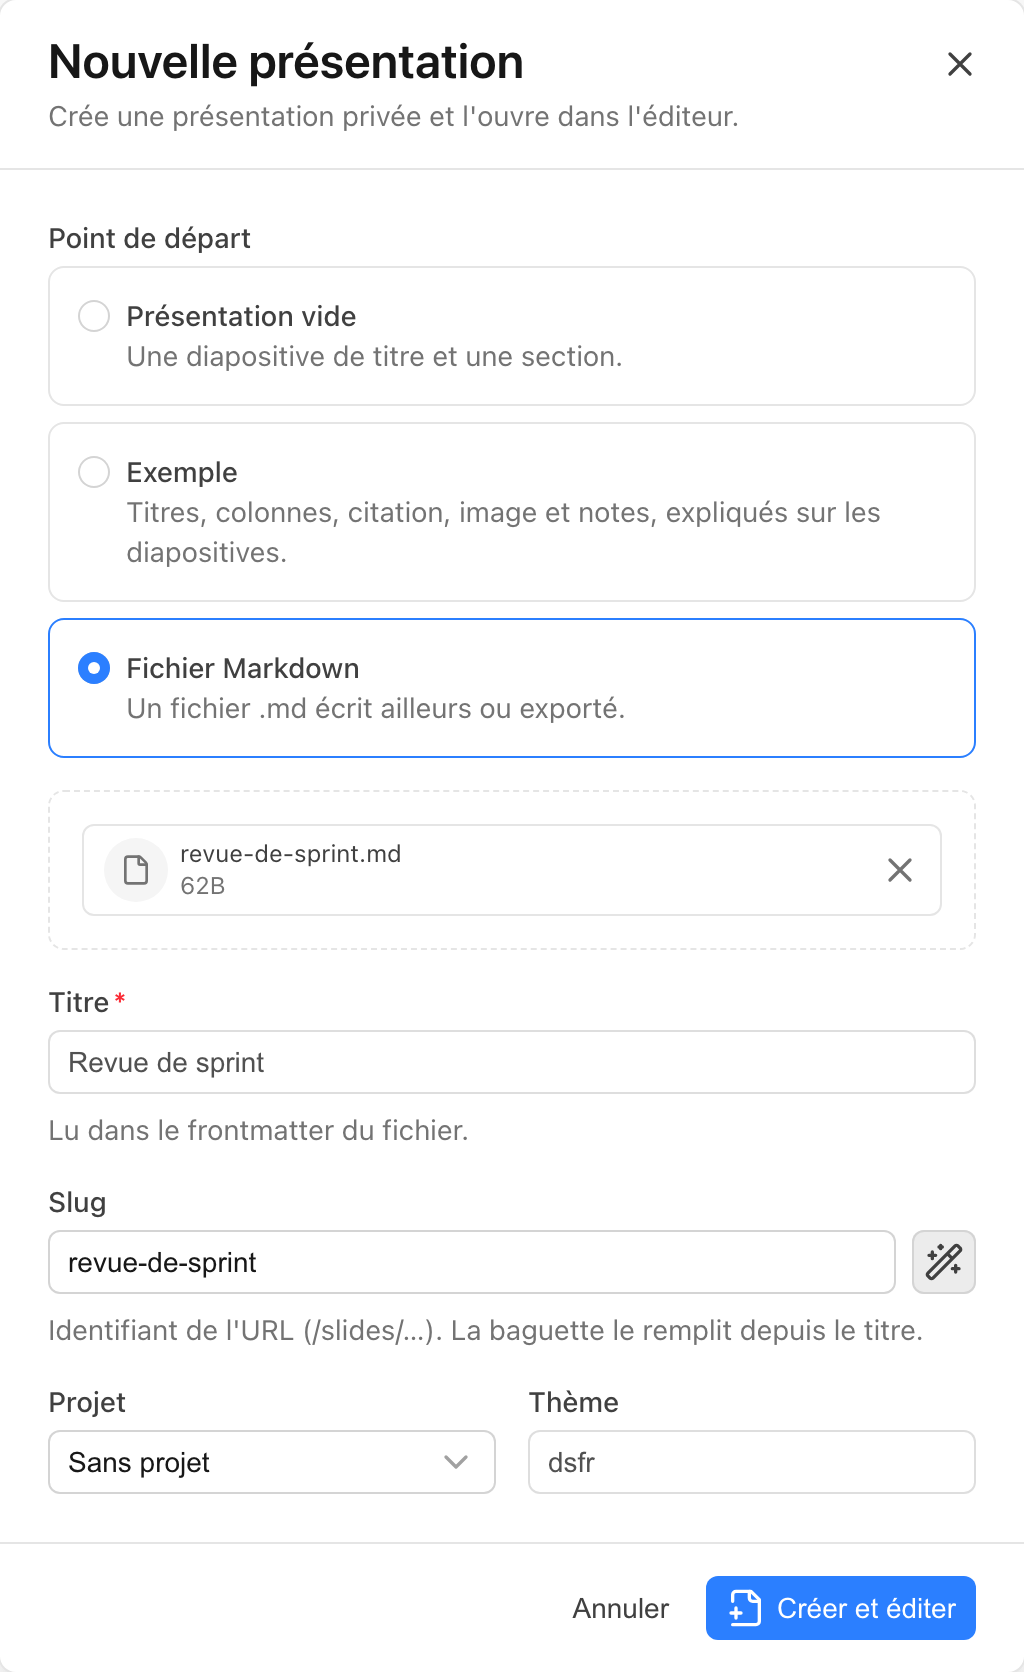 Nouvelle présentation
Crée une présentation privée et l'ouvre dans l'éditeur.
Point de départ
Présentation vide
Une diapositive de titre et une section.
Exemple
Titres, colonnes, citation, image et notes, expliqués sur les
diapositives.
Fichier Markdown
Un fichier .md écrit ailleurs ou exporté.
revue-de-sprint.md
62B
Titre*
Revue de sprint
Lu dans le frontmatter du fichier.
Slug
revue-de-sprint
Identifiant de l'URL (/slides/…). La baguette le remplit depuis le titre.
Projet
Thème
Sans projet
dsfr
Annuler
Créer et éditer